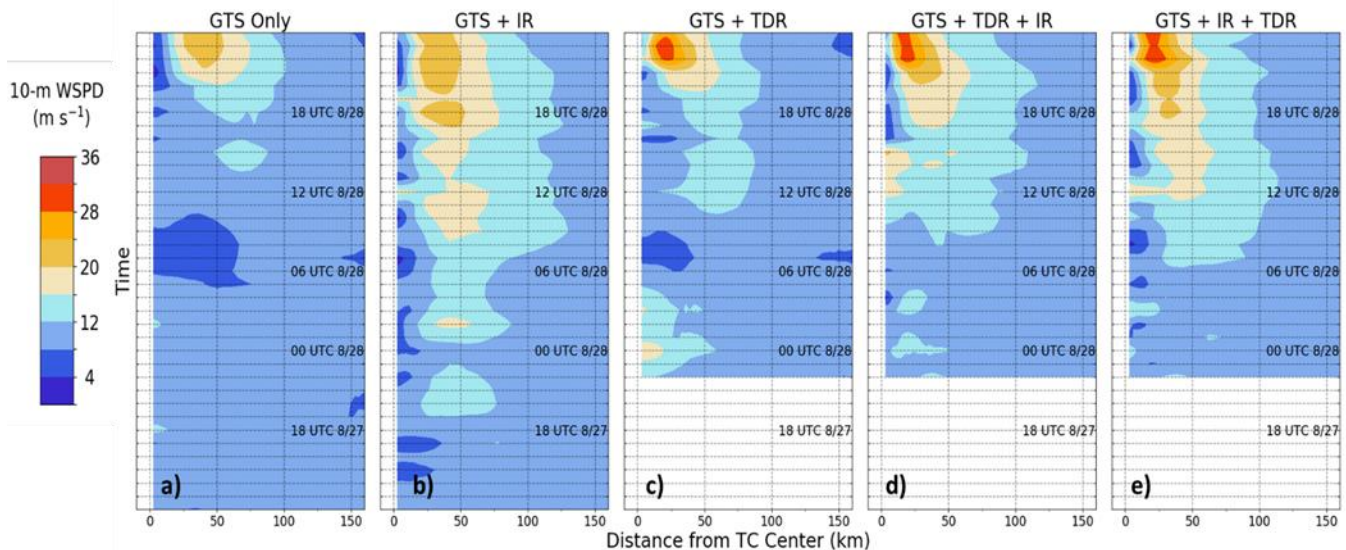 GTS Only
GTS + IR
GTS + TDR
GTS + TDR + IR
GTS + IR + TDR
10-m WSPD
(m s⁻¹)
36
28
20
12
4
Time
18 UTC 8/28
12 UTC 8/28
06 UTC 8/28
00 UTC 8/28
18 UTC 8/27
a)
0 50 100 150
18 UTC 8/28
12 UTC 8/28
06 UTC 8/28
00 UTC 8/28
18 UTC 8/27
b)
0 50 100 150
18 UTC 8/28
12 UTC 8/28
06 UTC 8/28
00 UTC 8/28
18 UTC 8/27
c)
0 50 100 150
18 UTC 8/28
12 UTC 8/28
06 UTC 8/28
00 UTC 8/28
18 UTC 8/27
d)
0 50 100 150
18 UTC 8/28
12 UTC 8/28
06 UTC 8/28
00 UTC 8/28
18 UTC 8/27
e)
0 50 100 150
Distance from TC Center (km)